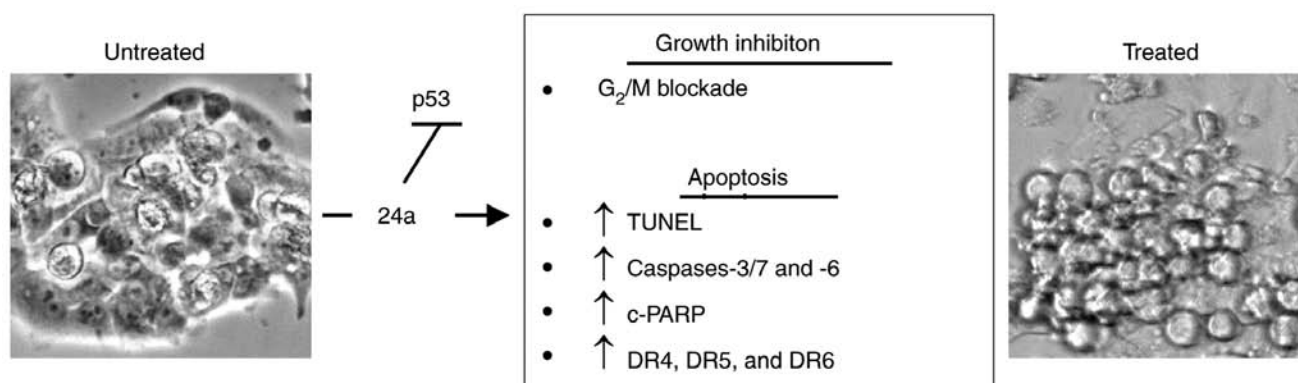 Untreated
p53
24a
Growth inhibiton
• G₂/M blockade
Apoptosis
• ↑ TUNEL
• ↑ Caspases-3/7 and -6
• ↑ c-PARP
• ↑ DR4, DR5, and DR6
Treated